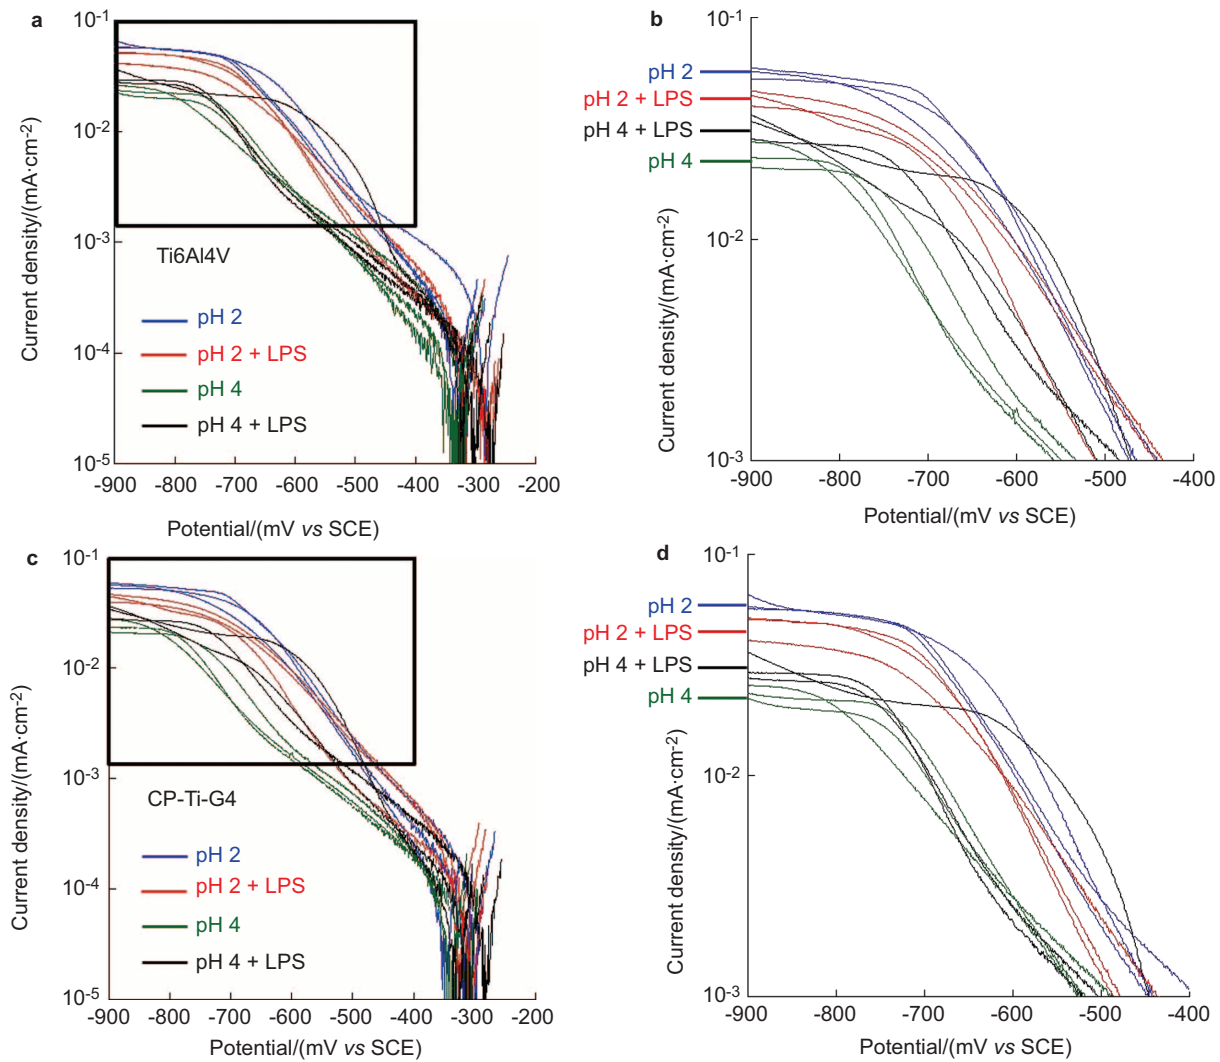 a
10-1
10-2
10-3
10-4
10-5
Current density/(mA·cm-2)
Ti6Al4V
pH 2
pH 2 + LPS
pH 4
pH 4 + LPS
-900 -800 -700 -600 -500 -400 -300 -200
Potential/(mV vs SCE)
b
10-1
pH 2
pH 2 + LPS
pH 4 + LPS
pH 4
10-2
10-3
Current density/(mA·cm-2)
-900 -800 -700 -600 -500 -400
Potential/(mV vs SCE)
c
10-1
10-2
10-3
10-4
10-5
Current density/(mA·cm-2)
CP-Ti-G4
pH 2
pH 2 + LPS
pH 4
pH 4 + LPS
-900 -800 -700 -600 -500 -400 -300 -200
Potential/(mV vs SCE)
d
10-1
pH 2
pH 2 + LPS
pH 4 + LPS
pH 4
10-2
10-3
Current density/(mA·cm-2)
-900 -800 -700 -600 -500 -400
Potential/(mV vs SCE)